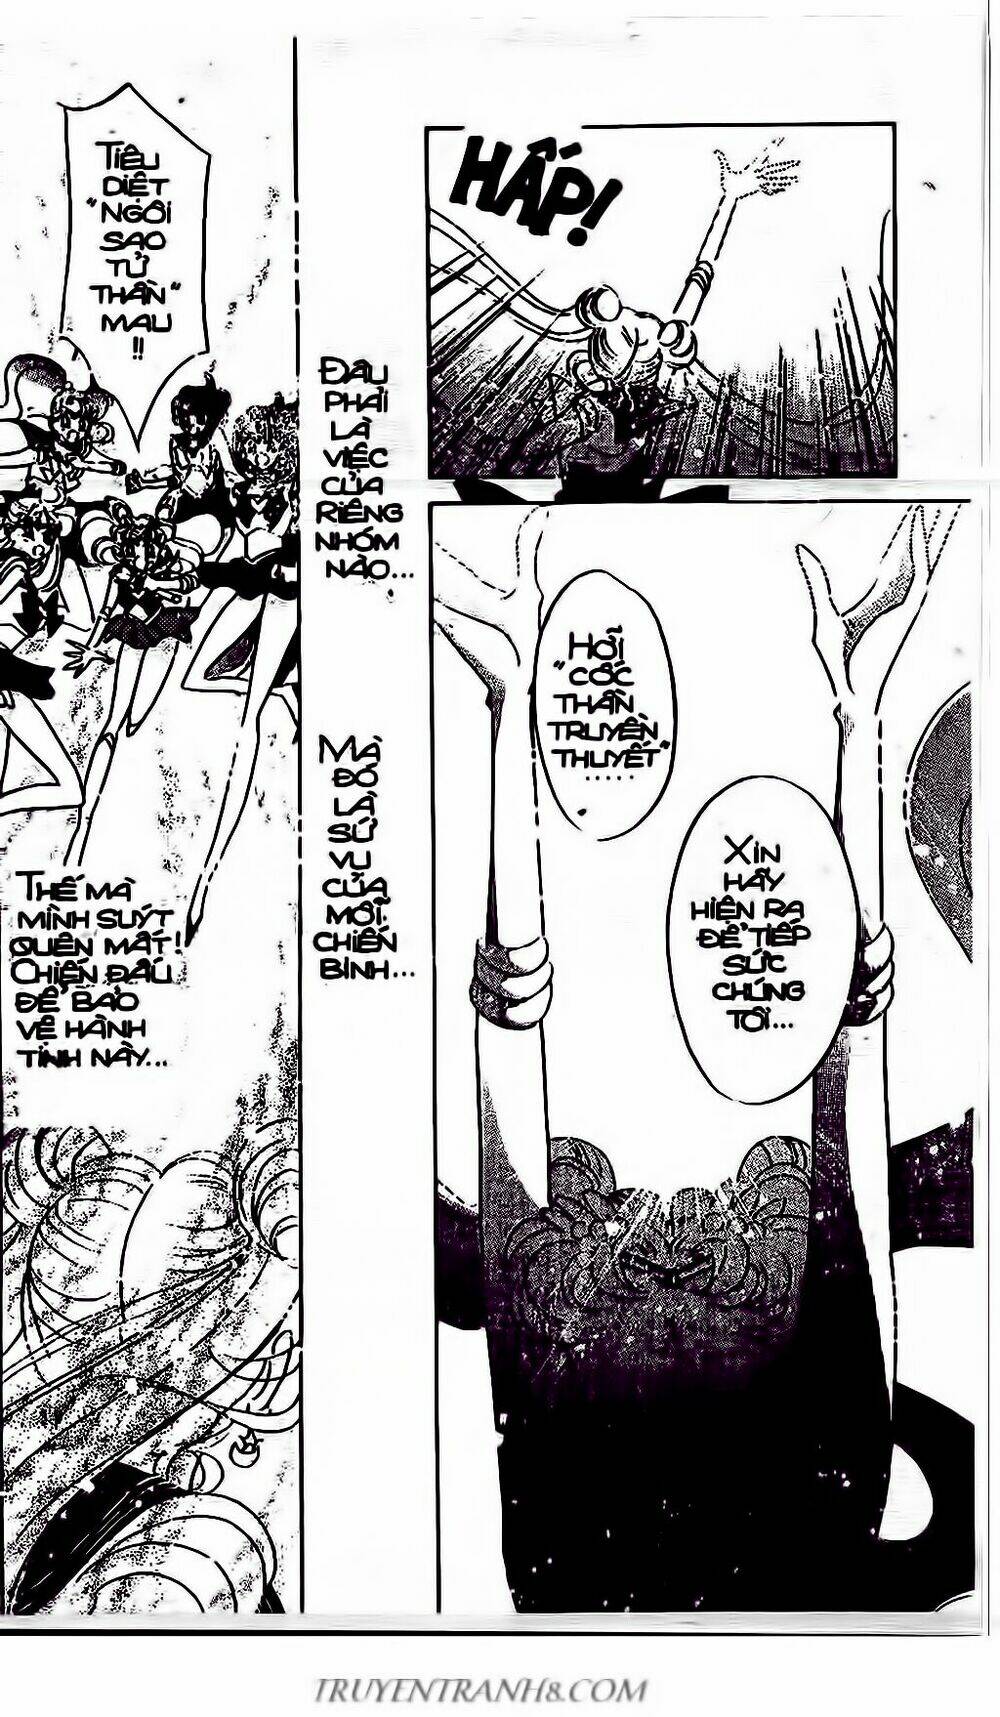 HẤP!
HỠI
"CỐC
THẦN
TRUYỀN
THUYẾT"
.....
XIN
HÃY
HIỆN RA
ĐỂ TIẾP
SỨC
CHÚNG
TÔI...
ĐÂU
PHẢI
LÀ
VIỆC
CỦA
RIÊNG
NHÓM
NÀO...
MÀ
ĐÓ
LÀ
SỨ
VỤ
CỦA
MỖI
CHIẾN
BINH...
TIÊU
DIỆT
"NGÔI
SAO
TỬ
THẦN"
MAU
!!
THẾ MÀ
MÌNH SUÝT
QUÊN MẤT!
CHIẾN ĐẤU
ĐỂ BẢO
VỆ HÀNH
TINH NÀY...
TRUYENTRANH8.COM